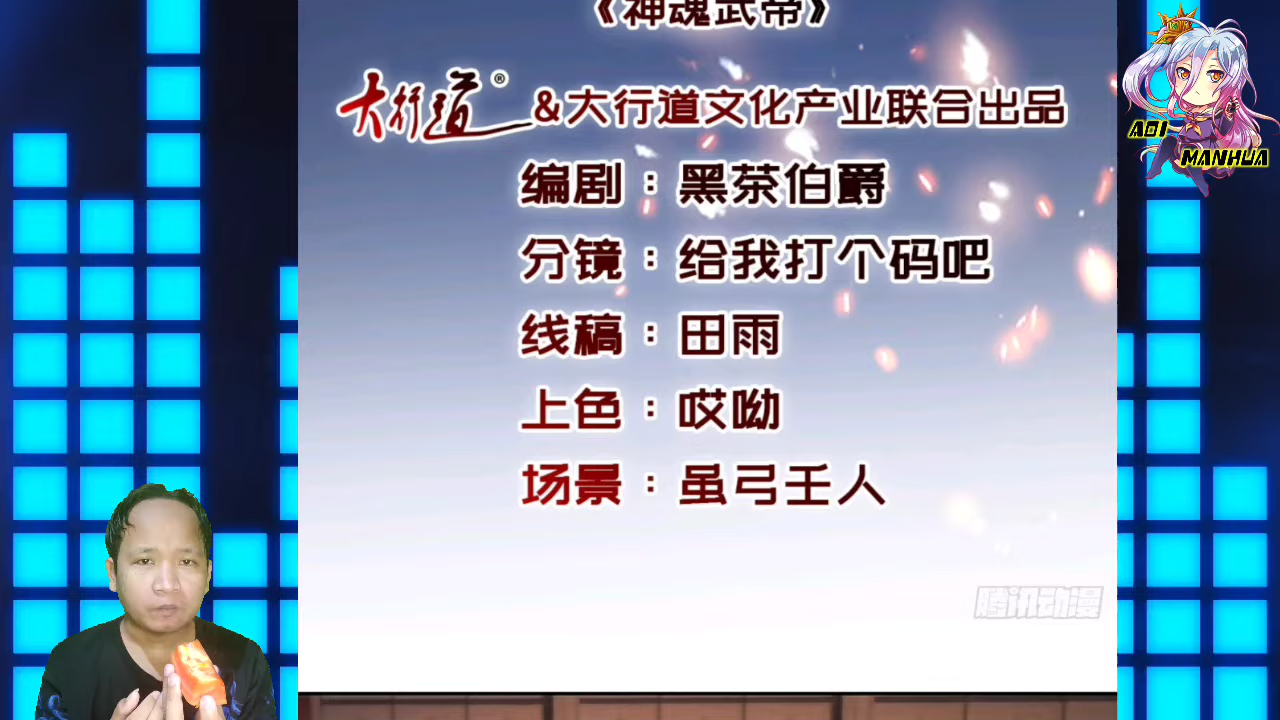 《神魂武帝》
大行道® &大行道文化产业联合出品
编剧：黑茶伯爵
分镜：给我打个码吧
线稿：田雨
上色：哎呦
场景：虽弓壬人
腾讯动漫
AOI
MANHUA